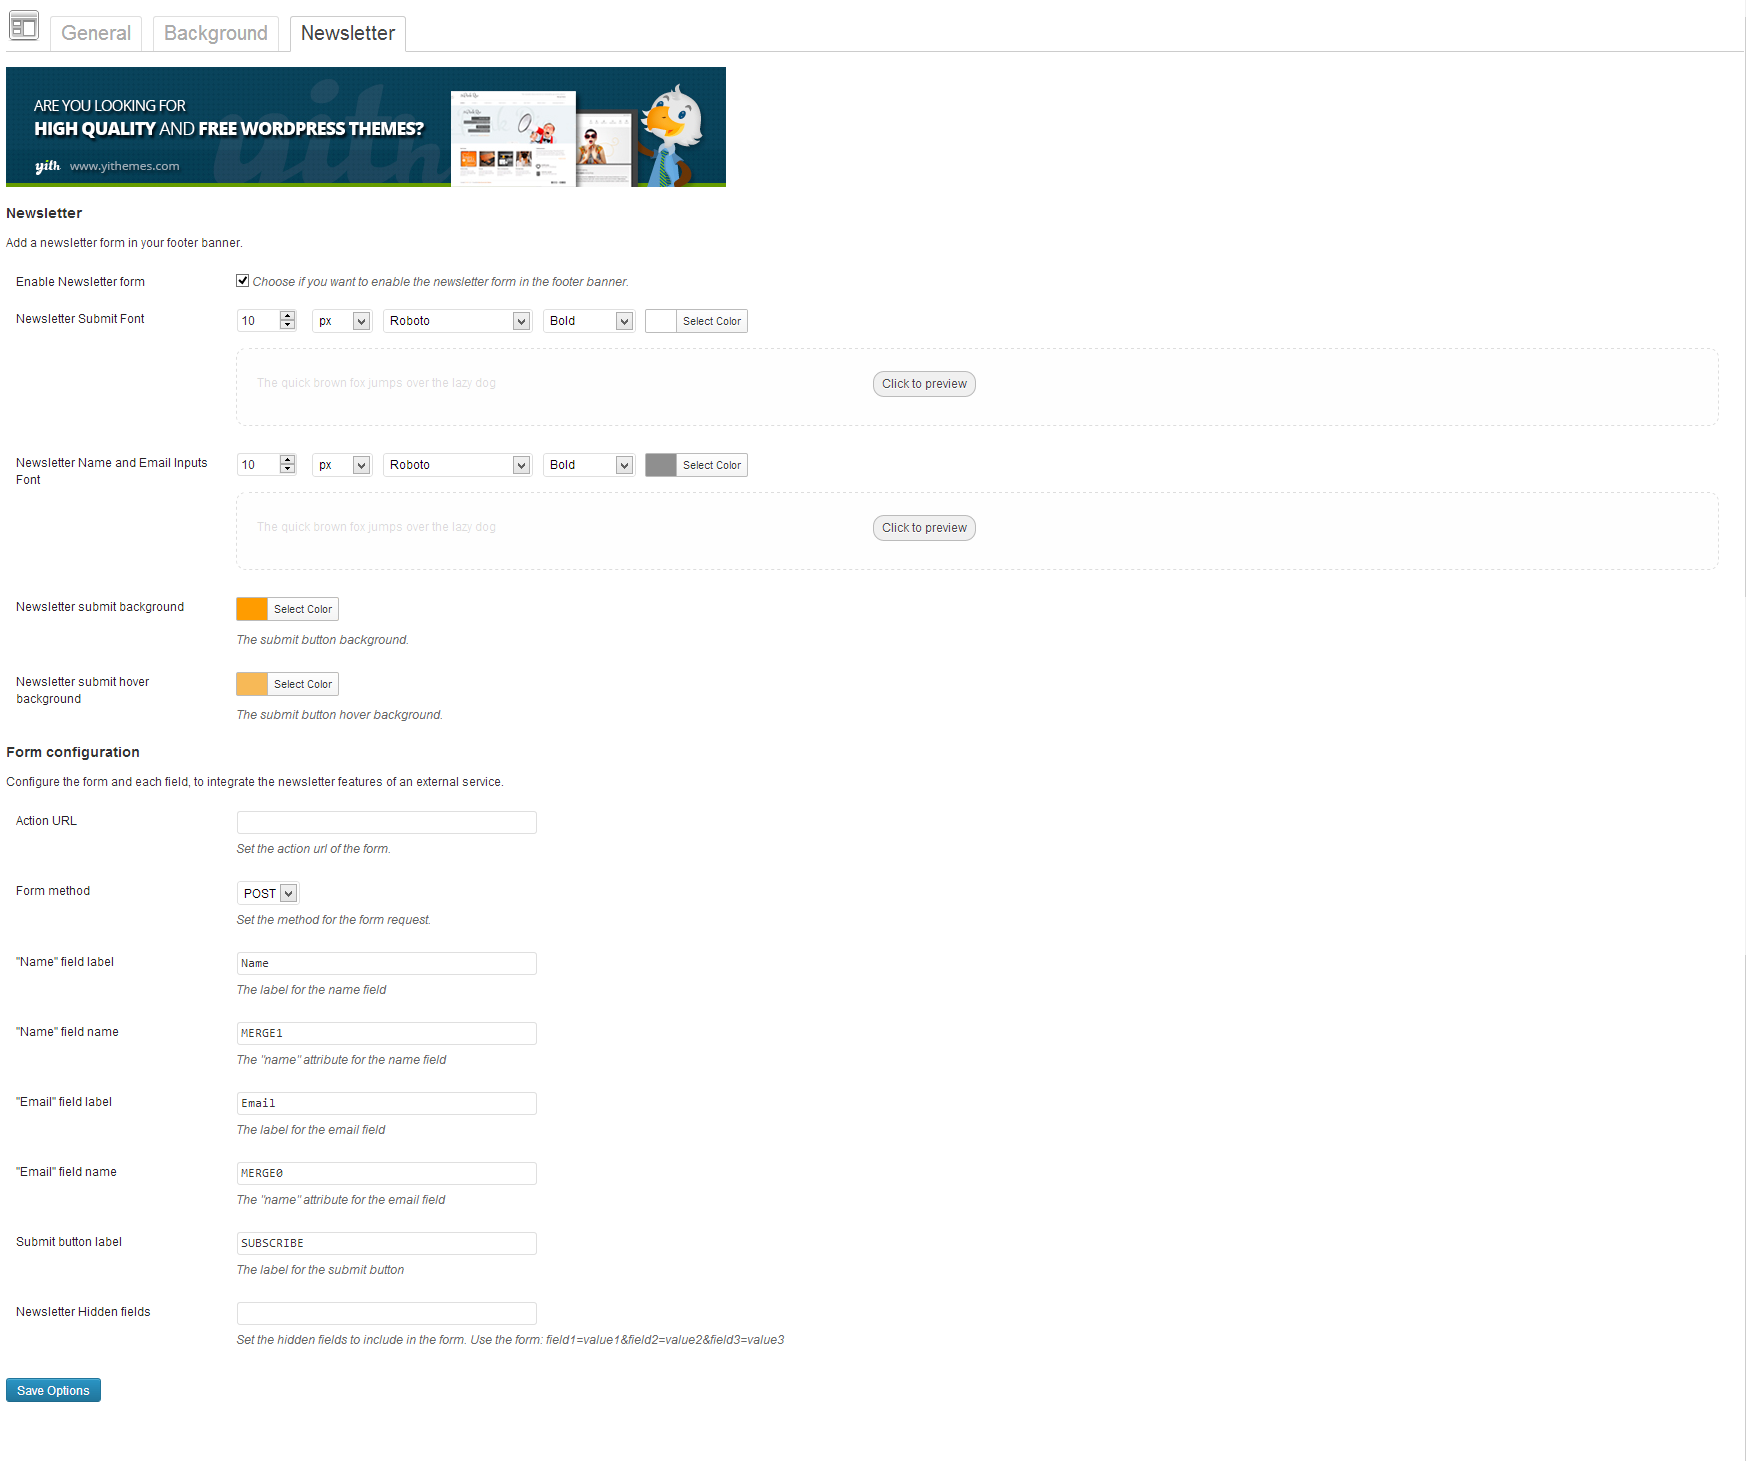 General
Background
Newsletter
ARE YOU LOOKING FOR
HIGH QUALITY AND FREE WORDPRESS THEMES?
yith www.yithemes.com
Newsletter
Add a newsletter form in your footer banner.
Enable Newsletter form
Choose if you want to enable the newsletter form in the footer banner.
Newsletter Submit Font
10 px Roboto Bold Select Color
The quick brown fox jumps over the lazy dog
Click to preview
Newsletter Name and Email Inputs
Font
10 px Roboto Bold Select Color
The quick brown fox jumps over the lazy dog
Click to preview
Newsletter submit background
Select Color
The submit button background.
Newsletter submit hover
background
Select Color
The submit button hover background.
Form configuration
Configure the form and each field, to integrate the newsletter features of an external service.
Action URL
Set the action url of the form.
Form method
POST
Set the method for the form request.
"Name" field label
Name
The label for the name field
"Name" field name
MERGE1
The "name" attribute for the name field
"Email" field label
Email
The label for the email field
"Email" field name
MERGE0
The "name" attribute for the email field
Submit button label
SUBSCRIBE
The label for the submit button
Newsletter Hidden fields
Set the hidden fields to include in the form. Use the form: field1=value1&field2=value2&field3=value3
Save Options